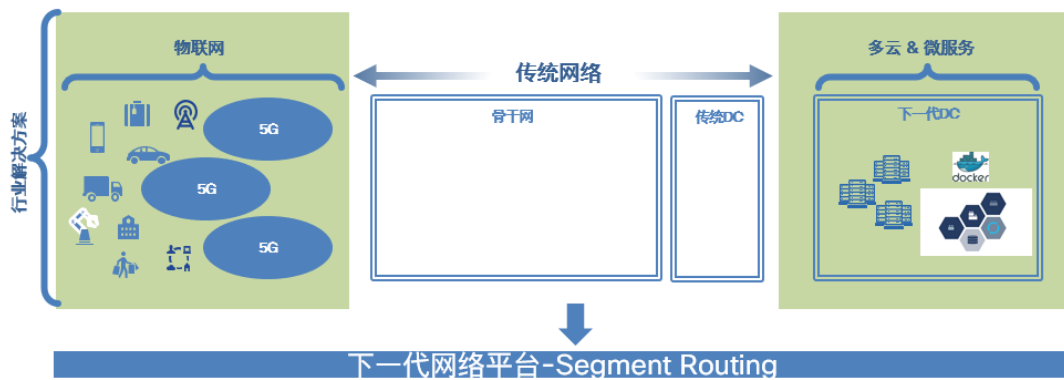 行业解决方案
物联网
5G
5G
5G
传统网络
骨干网
传统DC
多云 & 微服务
下一代DC
docker
下一代网络平台-Segment Routing